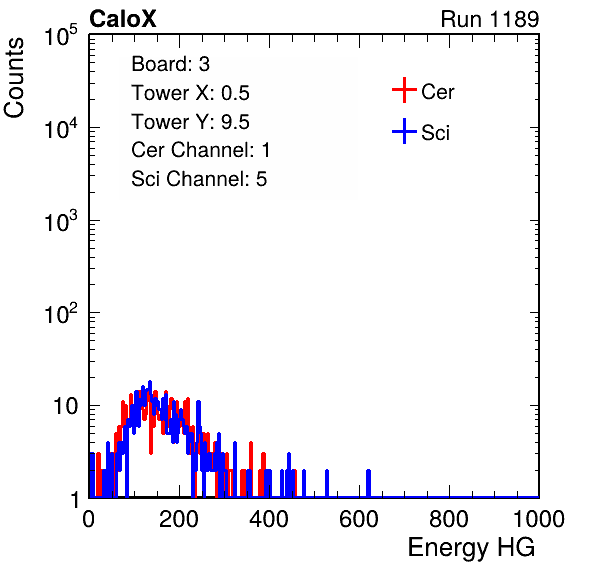 CaloX Run 1189
Counts
Board: 3
Tower X: 0.5
Tower Y: 9.5
Cer Channel: 1
Sci Channel: 5
Cer
Sci
10^5
10^4
10^3
10^2
10
1
0 200 400 600 800 1000
Energy HG